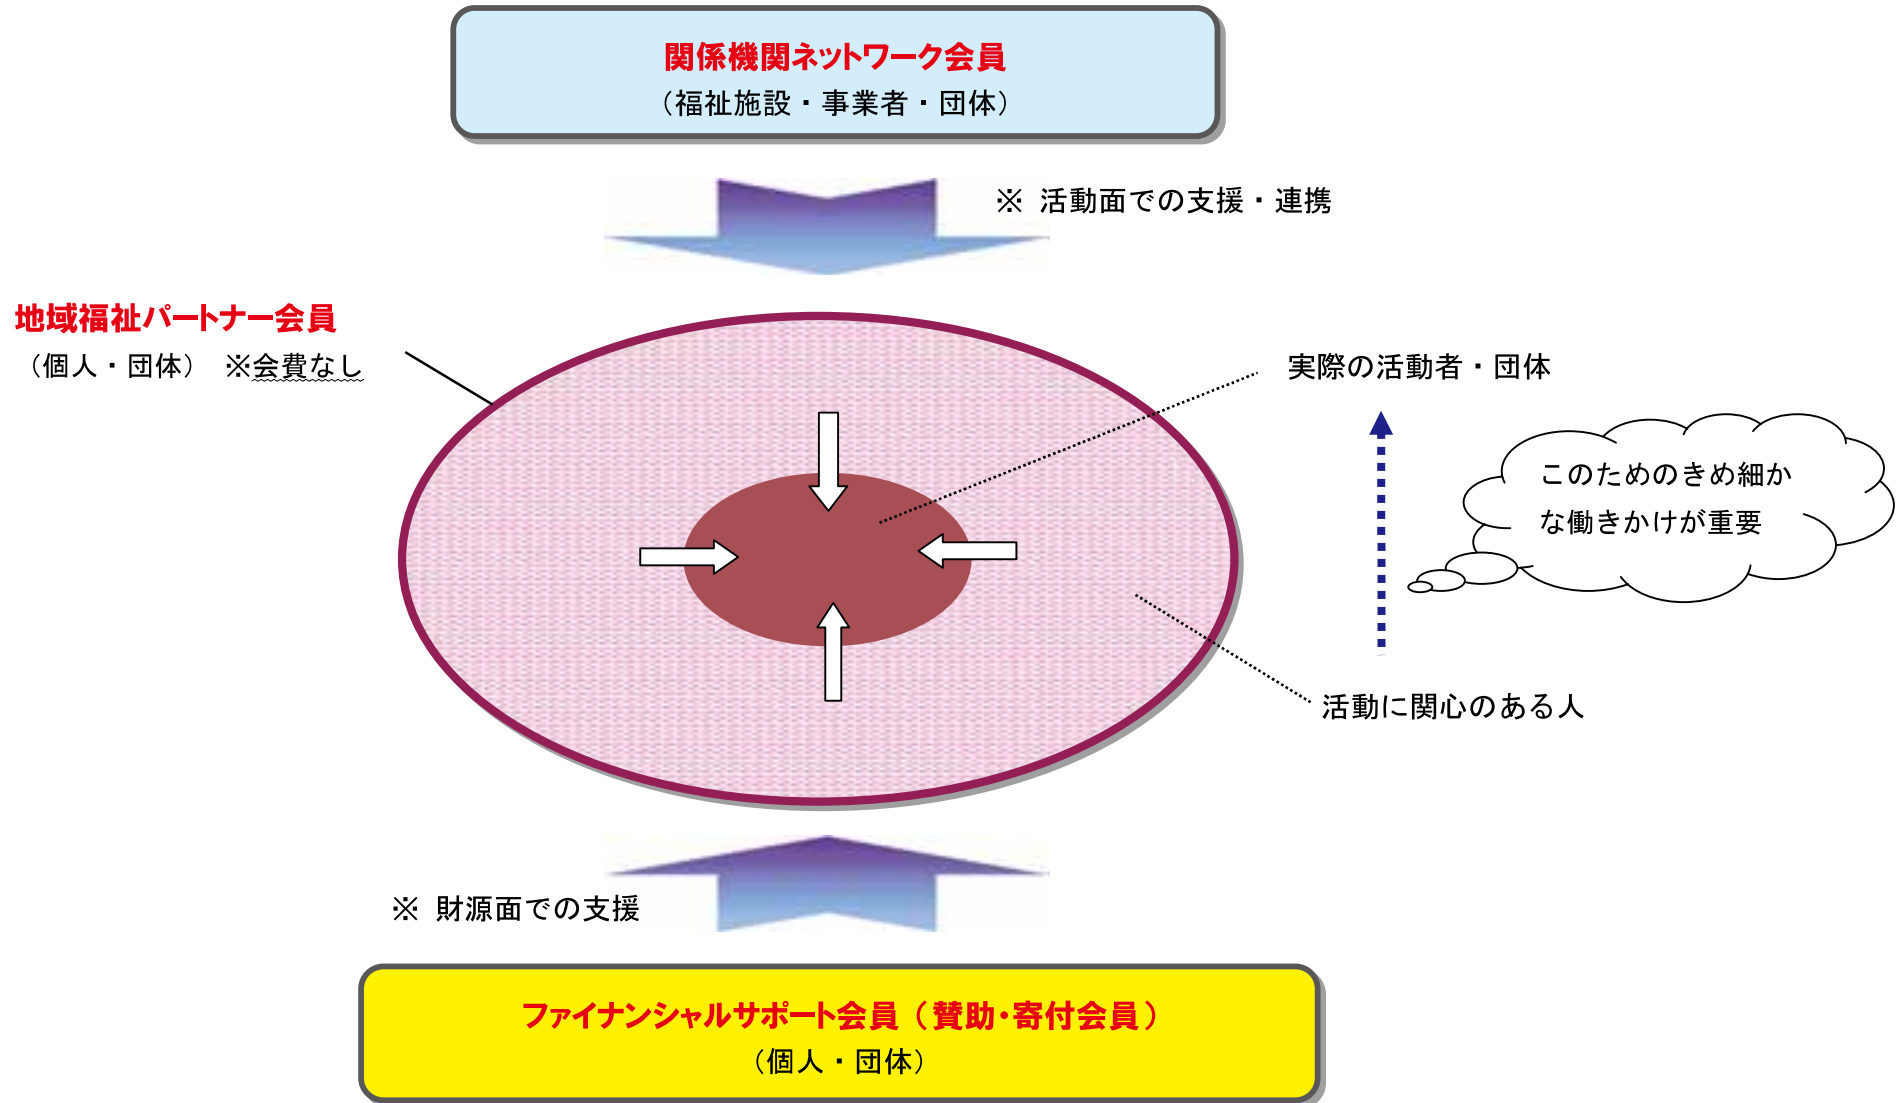 関係機関ネットワーク会員
（福祉施設・事業者・団体）
※ 活動面での支援・連携
地域福祉パートナー会員
（個人・団体） ※会費なし
実際の活動者・団体
このためのきめ細か
な働きかけが重要
活動に関心のある人
※ 財源面での支援
ファイナンシャルサポート会員（賛助・寄付会員）
（個人・団体）